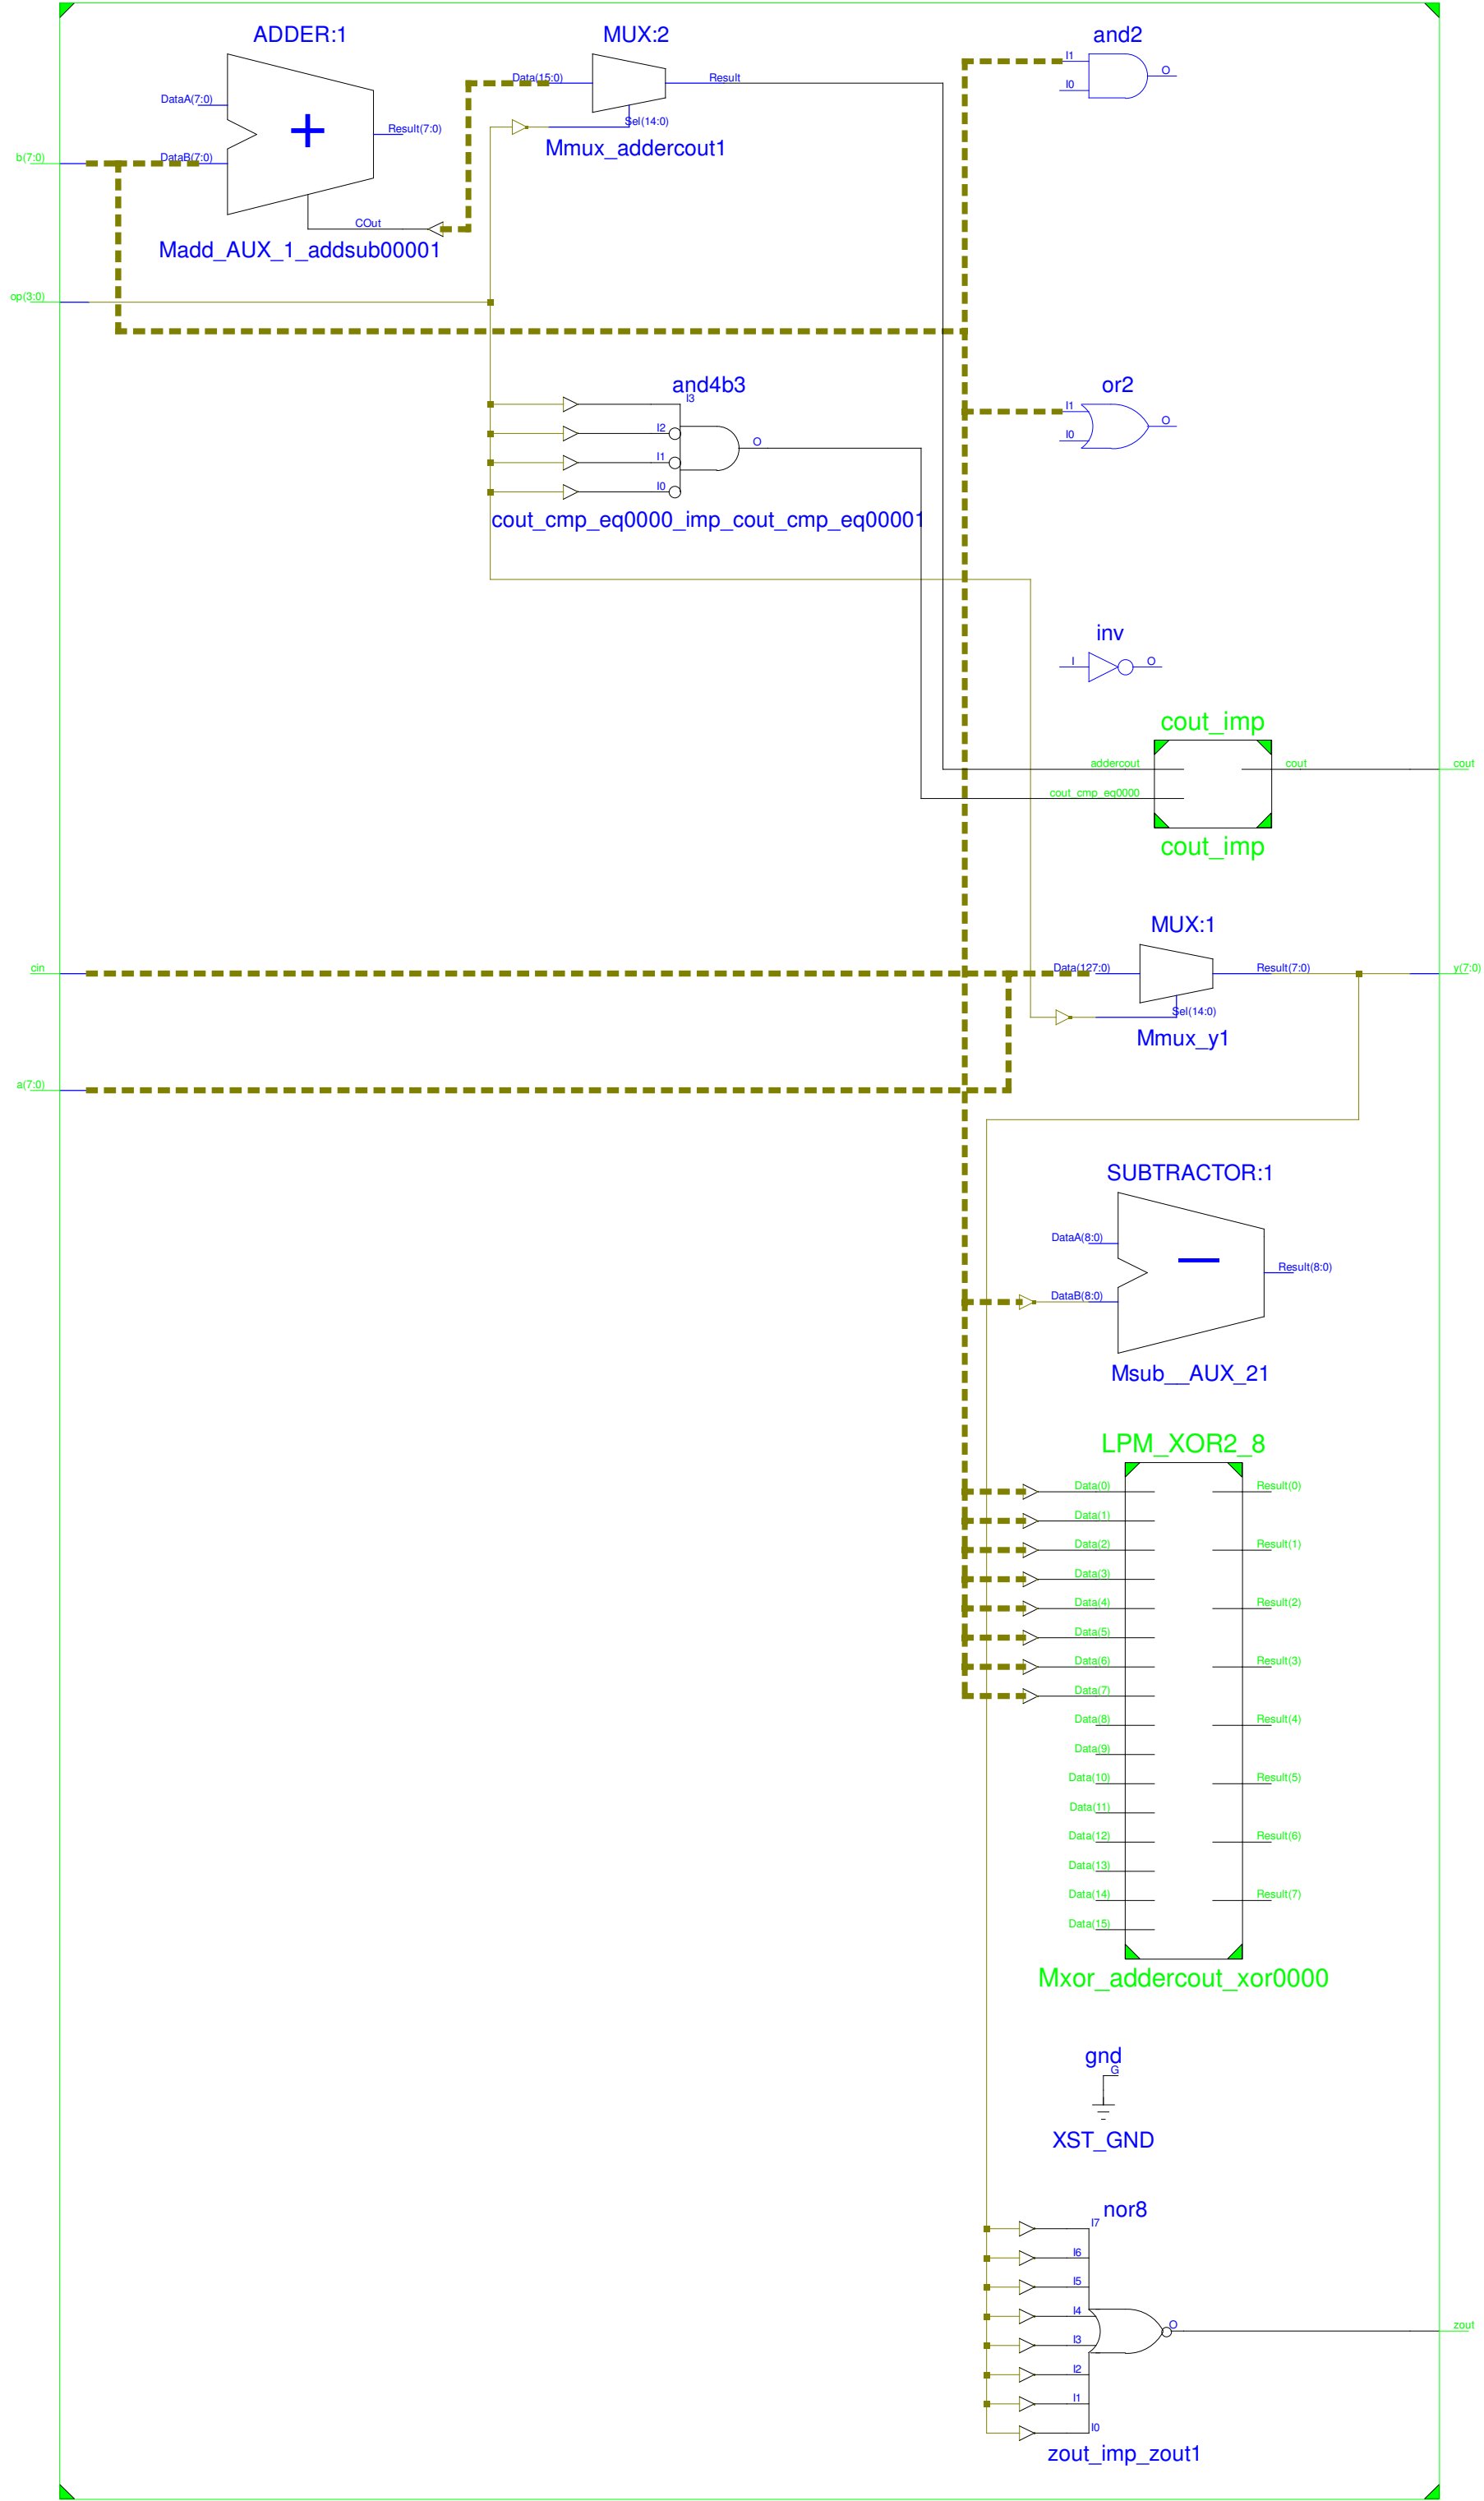 ADDER:1
MUX:2
and2
I1
O
I0
DataA(7:0)
Result(7:0)
b(7:0)
DataB(7:0)
COut
Madd_AUX_1_addsub00001
Data(15:0)
Result
Sel(14:0)
Mmux_addercout1
op(3:0)
and4b3
I3
I2
O
I1
I0
cout_cmp_eq0000_imp_cout_cmp_eq00001
or2
I1
O
I0
inv
I
O
cout_imp
addercout
cout
cout
cout_cmp_eq0000
cout_imp
MUX:1
cin
Data(127:0)
Result(7:0)
y(7:0)
Sel(14:0)
Mmux_y1
a(7:0)
SUBTRACTOR:1
DataA(8:0)
Result(8:0)
DataB(8:0)
Msub__AUX_21
LPM_XOR2_8
Data(0)
Result(0)
Data(1)
Data(2)
Result(1)
Data(3)
Data(4)
Result(2)
Data(5)
Data(6)
Result(3)
Data(7)
Data(8)
Result(4)
Data(9)
Data(10)
Result(5)
Data(11)
Data(12)
Result(6)
Data(13)
Data(14)
Result(7)
Data(15)
Mxor_addercout_xor0000
gnd
G
XST_GND
nor8
I7
I6
I5
I4
O
zout
I3
I2
I1
I0
zout_imp_zout1